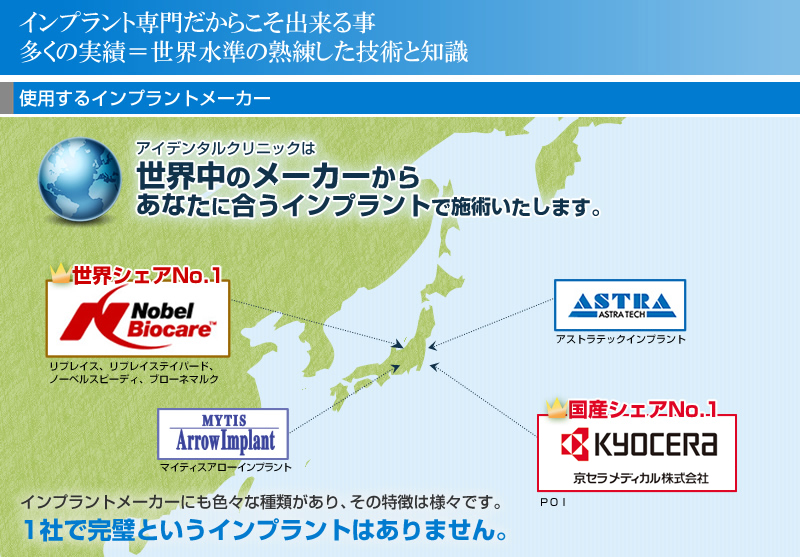 インプラント専門だからこそ出来る事
多くの実績＝世界水準の熟練した技術と知識
使用するインプラントメーカー
アイデンタルクリニックは
世界中のメーカーから
あなたに合うインプラントで施術いたします。
世界シェアNo.1
Nobel
Biocare™
リプレイス、リプレイステイパード、
ノーベルスピーディ、ブローネマルク
ASTRA
ASTRA TECH
アストラテックインプラント
MYTIS
ArrowImplant
マイティスアローインプラント
国産シェアNo.1
KYOCERA
京セラメディカル株式会社
POI
インプラントメーカーにも色々な種類があり、その特徴は様々です。
1社で完璧というインプラントはありません。